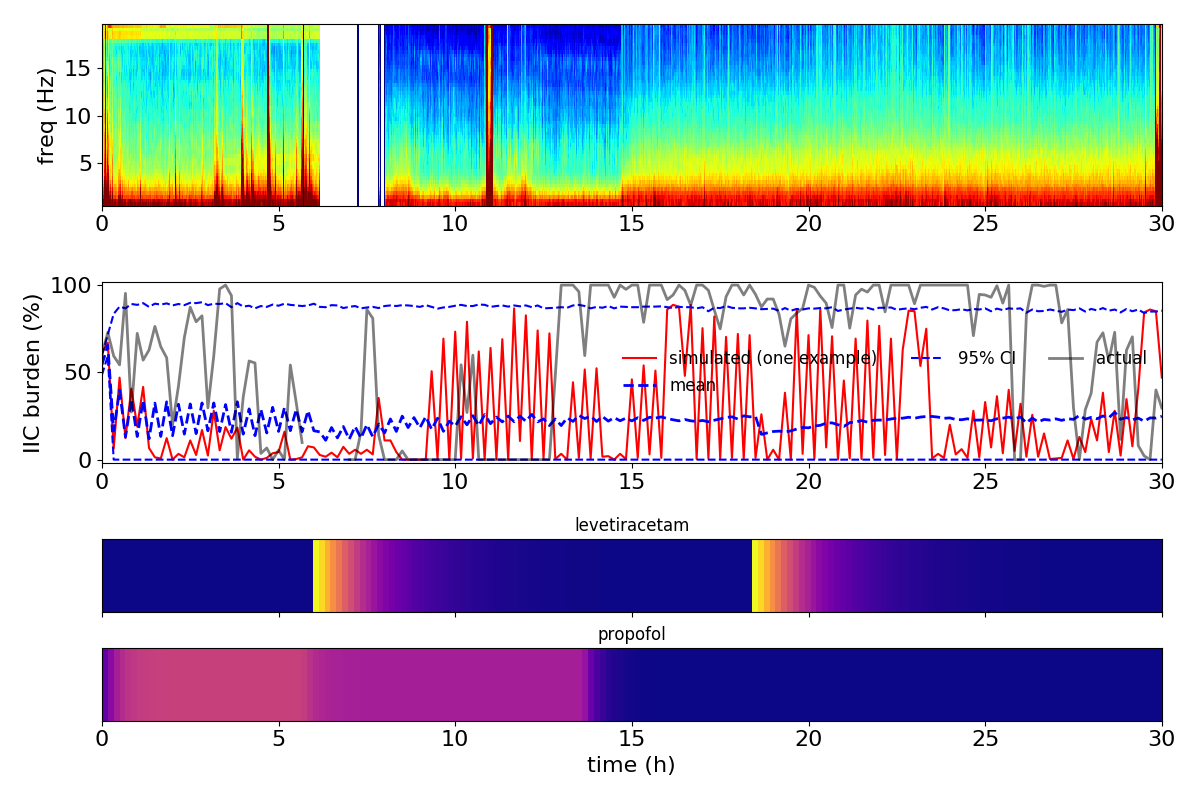 freq (Hz)
15
10
5
0 5 10 15 20 25 30
IIC burden (%)
100
50
0
simulated (one example) 95% CI actual
mean
0 5 10 15 20 25 30
levetiracetam
propofol
0 5 10 15 20 25 30
time (h)